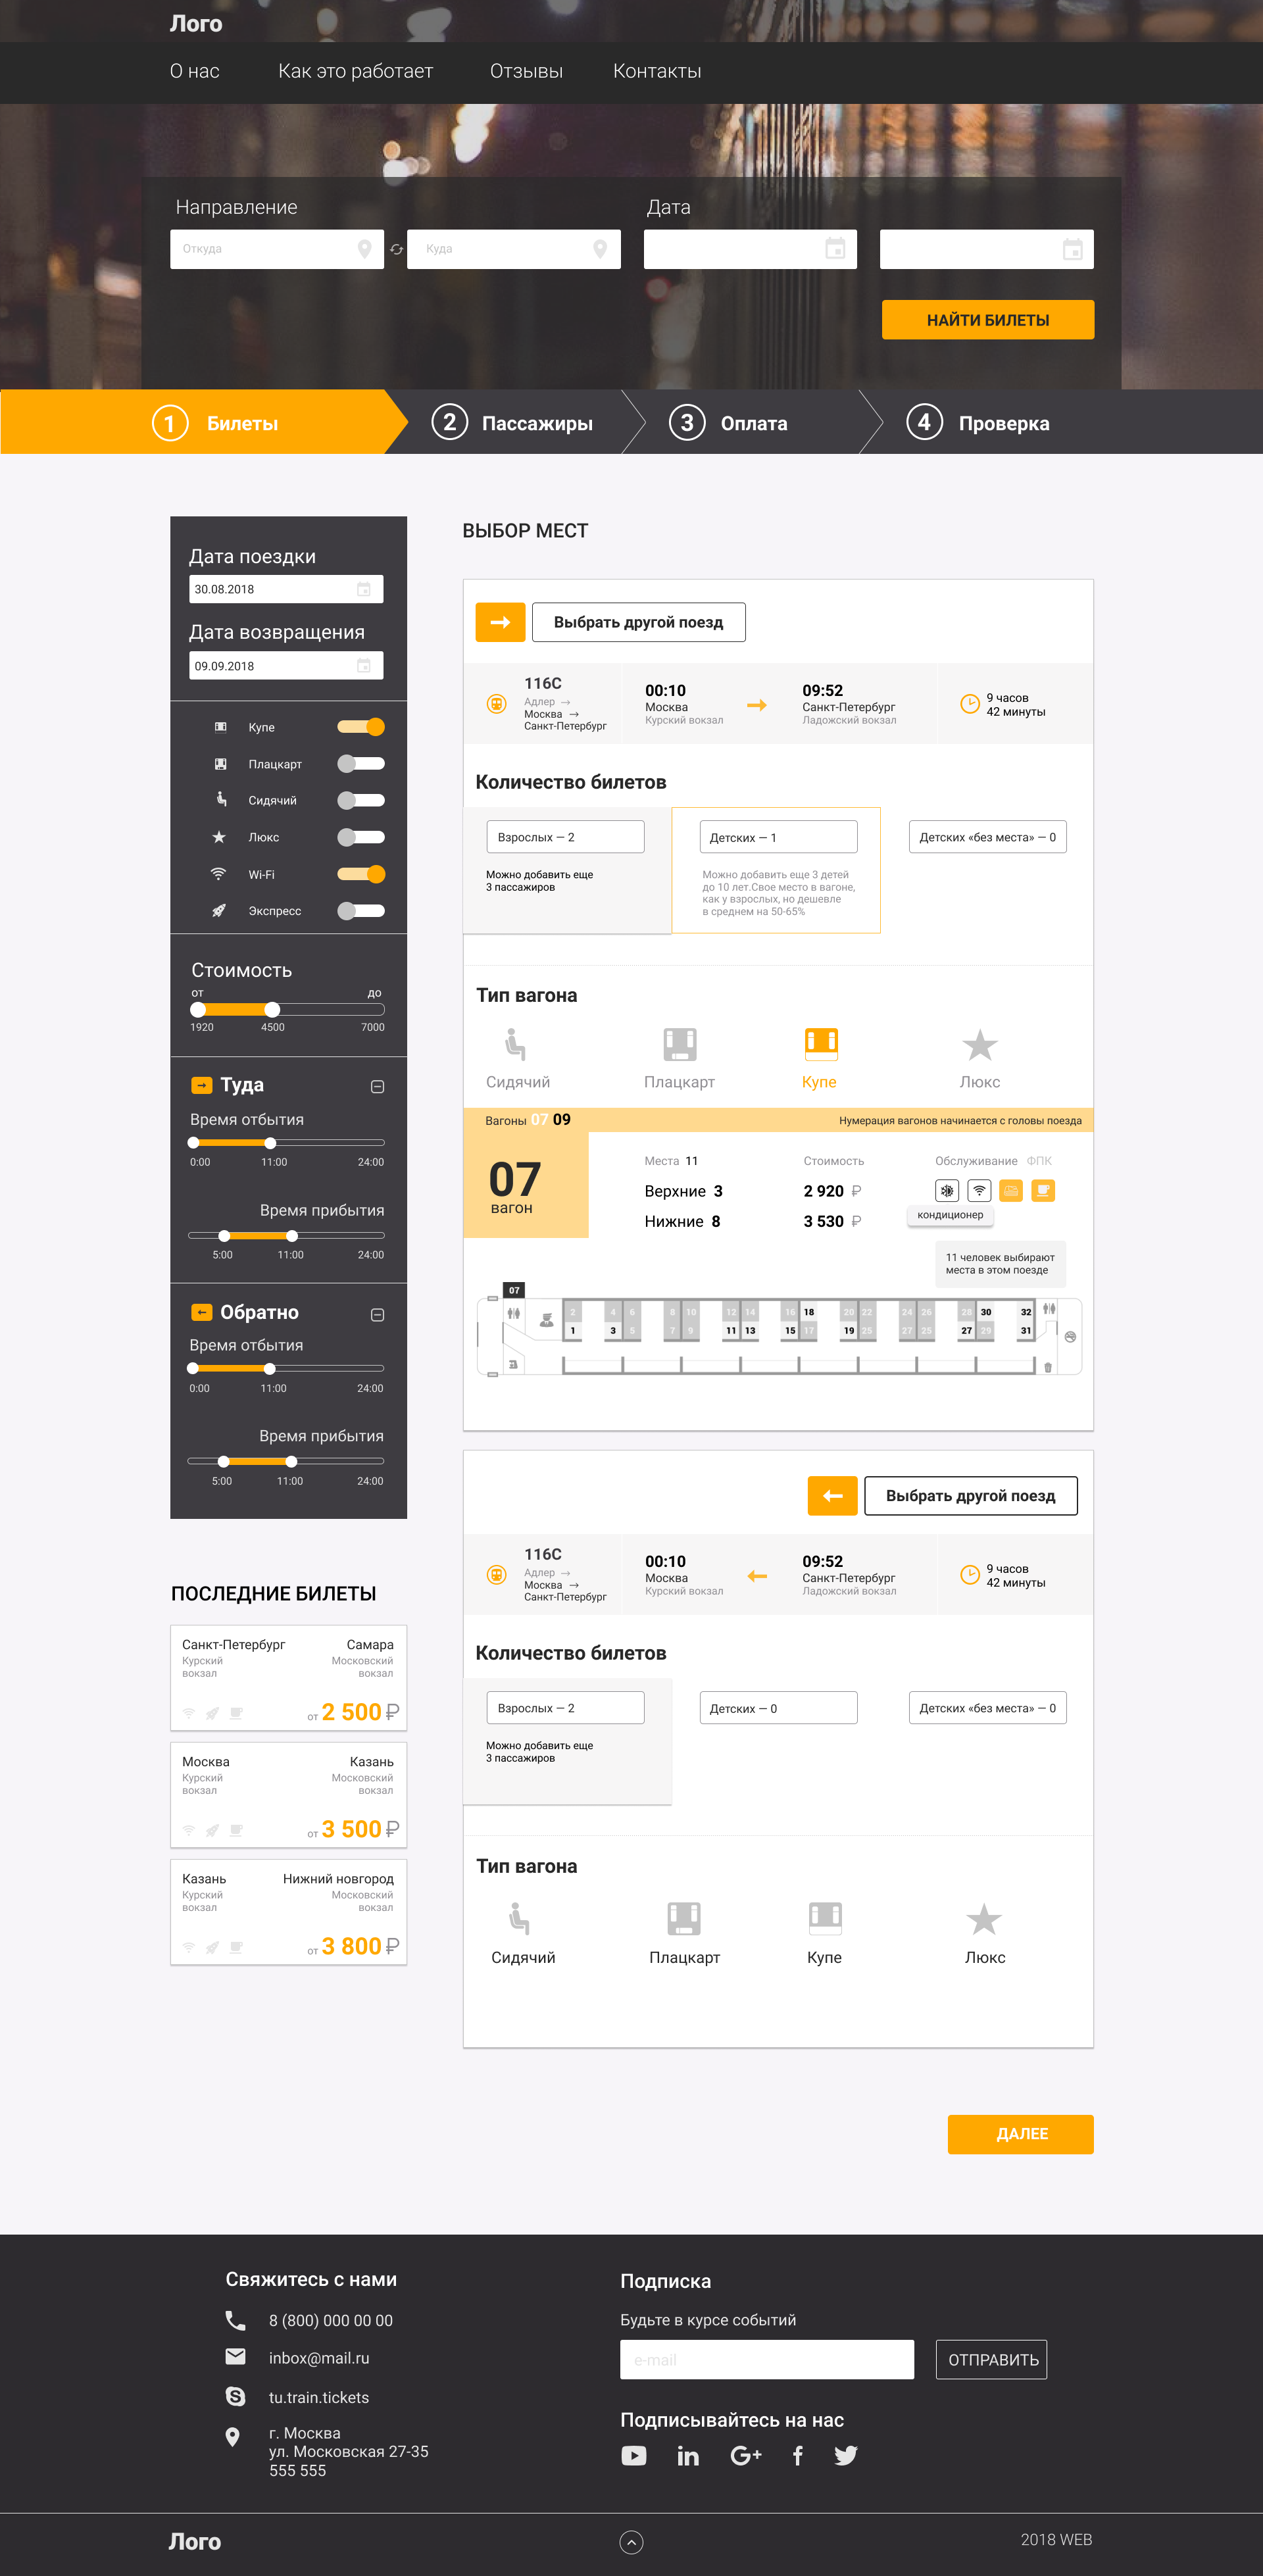 Лого
О нас
Как это работает
Отзывы
Контакты
Направление
Дата
Откуда
Куда
НАЙТИ БИЛЕТЫ
1 Билеты
2 Пассажиры
3 Оплата
4 Проверка
Дата поездки
30.08.2018
Дата возвращения
09.09.2018
Купе
Плацкарт
Сидячий
Люкс
Wi-Fi
Экспресс
Стоимость
от до
1920 4500 7000
Туда
Время отбытия
0:00 11:00 24:00
Время прибытия
5:00 11:00 24:00
Обратно
Время отбытия
0:00 11:00 24:00
Время прибытия
5:00 11:00 24:00
ПОСЛЕДНИЕ БИЛЕТЫ
Санкт-Петербург Самара
Курский Московский
вокзал вокзал
от 2 500 ₽
Москва Казань
Курский Московский
вокзал вокзал
от 3 500 ₽
Казань Нижний новгород
Курский Московский
вокзал вокзал
от 3 800 ₽
ВЫБОР МЕСТ
Выбрать другой поезд
116С
Адлер →
Москва →
Санкт-Петербург
00:10
Москва
Курский вокзал
09:52
Санкт-Петербург
Ладожский вокзал
9 часов
42 минуты
Количество билетов
Взрослых — 2
Можно добавить еще
3 пассажиров
Детских — 1
Можно добавить еще 3 детей
до 10 лет.Свое место в вагоне,
как у взрослых, но дешевле
в среднем на 50-65%
Детских «без места» — 0
Тип вагона
Сидячий
Плацкарт
Купе
Люкс
Вагоны 07 09
Нумерация вагонов начинается с головы поезда
07
вагон
Места 11
Верхние 3
Нижние 8
Стоимость
2 920 ₽
3 530 ₽
Обслуживание ФПК
кондиционер
11 человек выбирают
места в этом поезде
07
2 4 6 8 10 12 14 16 18 20 22 24 26 28 30 32
1 3 5 7 9 11 13 15 17 19 25 27 25 27 29 31
Выбрать другой поезд
116С
Адлер →
Москва →
Санкт-Петербург
00:10
Москва
Курский вокзал
09:52
Санкт-Петербург
Ладожский вокзал
9 часов
42 минуты
Количество билетов
Взрослых — 2
Можно добавить еще
3 пассажиров
Детских — 0
Детских «без места» — 0
Тип вагона
Сидячий
Плацкарт
Купе
Люкс
ДАЛЕЕ
Свяжитесь с нами
8 (800) 000 00 00
inbox@mail.ru
tu.train.tickets
г. Москва
ул. Московская 27-35
555 555
Подписка
Будьте в курсе событий
e-mail
ОТПРАВИТЬ
Подписывайтесь на нас
Лого
2018 WEB